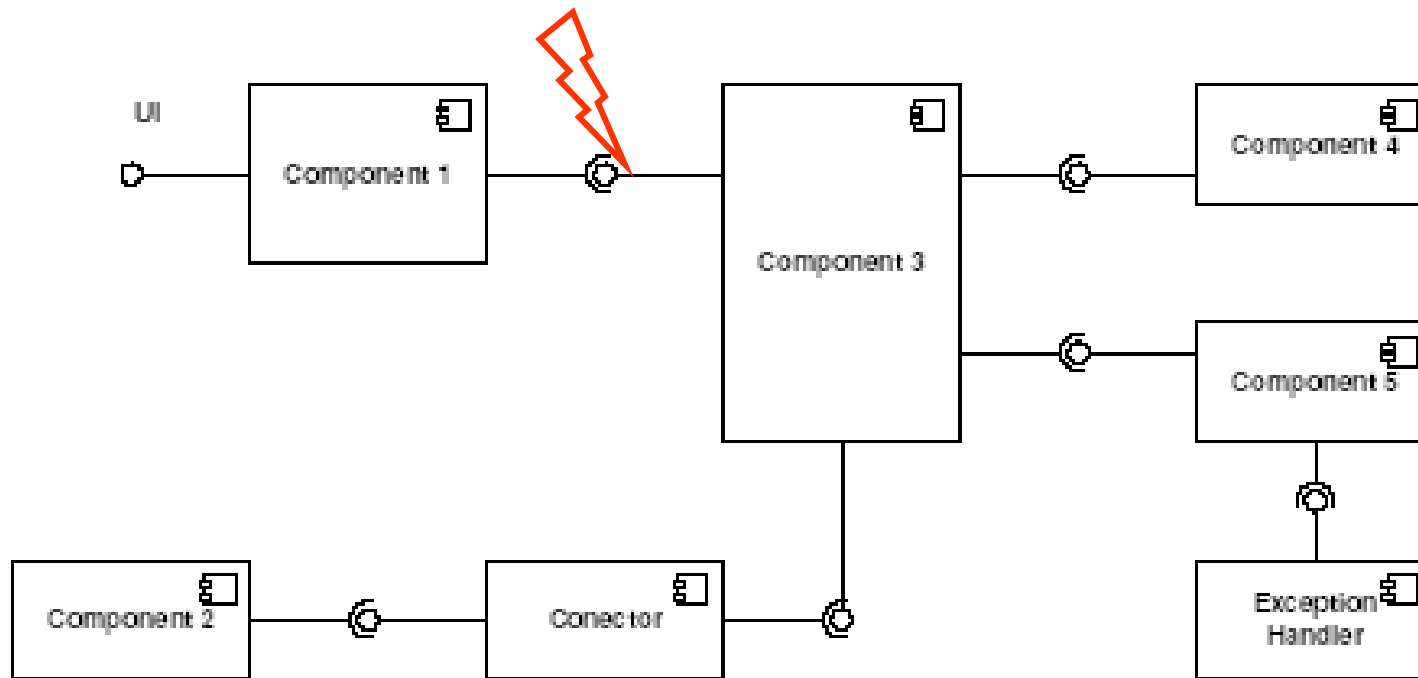 UI
Component 1
Component 3
Component 4
Component 5
Component 2
Conector
Exception
Handler